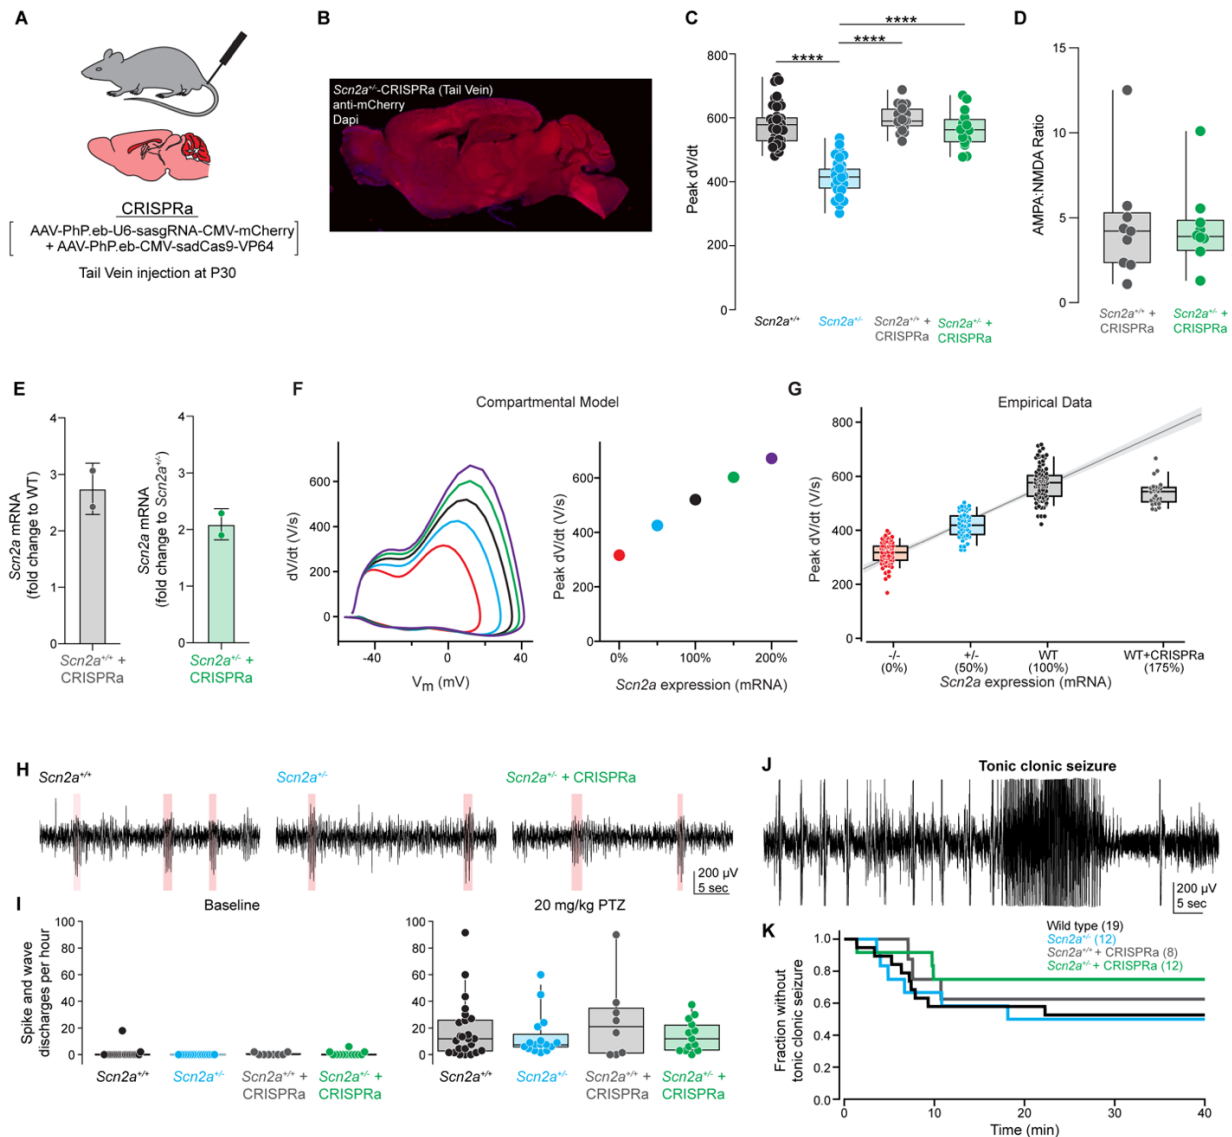 A
B
C
D
CRISPRa
AAV-PhP.eb-U6-sasgRNA-CMV-mCherry
+ AAV-PhP.eb-CMV-sadCas9-VP64
Tail Vein injection at P30
Scn2a+/--CRISPRa (Tail Vein)
anti-mCherry
Dapi
****
****
****
800
600
400
200
0
Peak dV/dt
Scn2a+/+
Scn2a+/-
Scn2a+/+ +
CRISPRa
Scn2a+/- +
CRISPRa
15
10
5
0
AMPA:NMDA Ratio
Scn2a+/+ +
CRISPRa
Scn2a+/- +
CRISPRa
E
F
G
4
3
2
1
0
Scn2a mRNA
(fold change to WT)
Scn2a+/+ +
CRISPRa
4
3
2
1
0
Scn2a mRNA
(fold change to Scn2a+/-)
Scn2a+/- +
CRISPRa
Compartmental Model
600
400
200
0
dV/dt (V/s)
-40
0
40
Vm (mV)
600
400
200
0
Peak dV/dt (V/s)
0%
100%
200%
Scn2a expression (mRNA)
Empirical Data
800
600
400
200
0
Peak dV/dt (V/s)
-/-
(0%)
+/-
(50%)
WT
(100%)
WT+CRISPRa
(175%)
Scn2a expression (mRNA)
H
Scn2a+/+
Scn2a+/-
Scn2a+/- + CRISPRa
200 µV
5 sec
J
Tonic clonic seizure
200 µV
5 sec
I
Baseline
100
80
60
40
20
0
Spike and wave
discharges per hour
Scn2a+/+
Scn2a+/-
Scn2a+/+ +
CRISPRa
Scn2a+/- +
CRISPRa
20 mg/kg PTZ
100
80
60
40
20
0
Scn2a+/+
Scn2a+/-
Scn2a+/+ +
CRISPRa
Scn2a+/- +
CRISPRa
K
Wild type (19)
Scn2a+/- (12)
Scn2a+/+ + CRISPRa (8)
Scn2a+/- + CRISPRa (12)
1.0
0.8
0.6
0.4
0.2
0.0
Fraction without
tonic clonic seizure
0
10
20
30
40
Time (min)